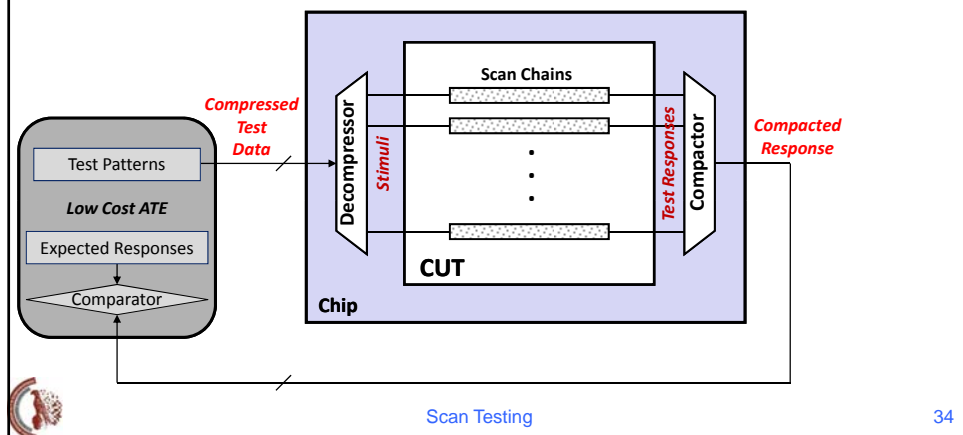 Scan Chains
Compressed
Test
Data
Decompressor
Stimuli
Test Responses
Compactor
Compacted
Response
Test Patterns
Low Cost ATE
Expected Responses
Comparator
CUT
Chip
Scan Testing
34